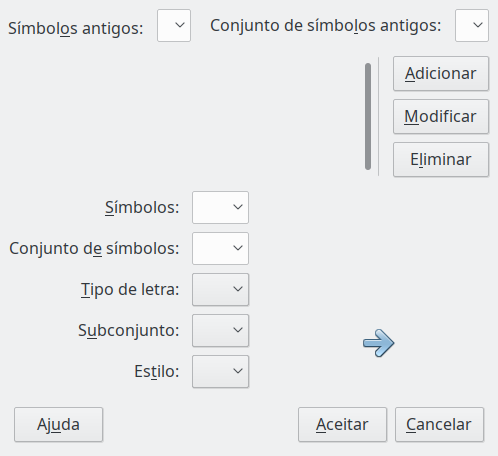 Símbolos antigos:
Conjunto de símbolos antigos:
Adicionar
Modificar
Eliminar
Símbolos:
Conjunto de símbolos:
Tipo de letra:
Subconjunto:
Estilo:
Ajuda
Aceitar
Cancelar